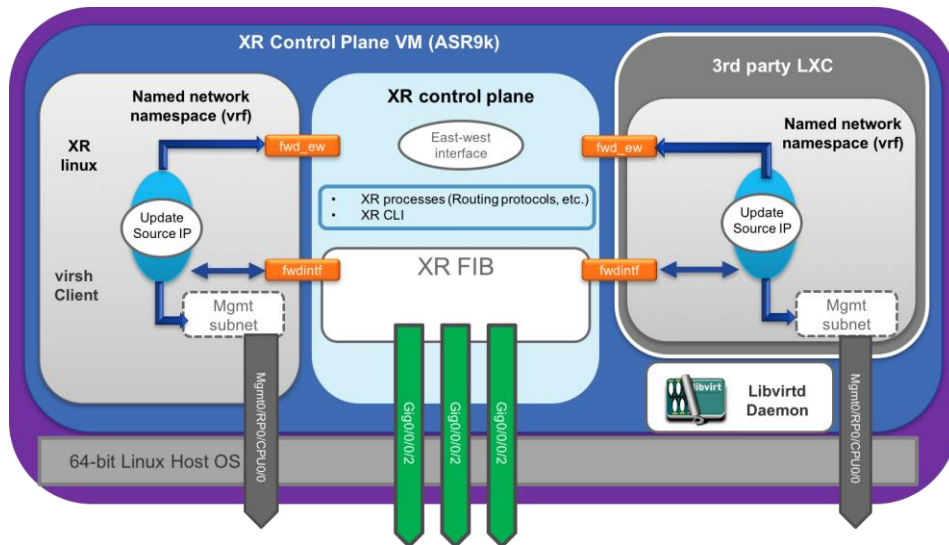 XR Control Plane VM (ASR9k)
Named network
namespace (vrf)
XR
linux
fwd_ew
Update
Source IP
virsh
Client
fwdintf
Mgmt
subnet
Mgmt0/RP0/CPU0/0
XR control plane
East-west
interface
• XR processes (Routing protocols, etc.)
• XR CLI
XR FIB
Gig0/0/0/2
Gig0/0/0/2
Gig0/0/0/2
3rd party LXC
Named network
namespace (vrf)
fwd_ew
Update
Source IP
fwdintf
Mgmt
subnet
Mgmt0/RP0/CPU0/0
libvirt
Libvirtd
Daemon
64-bit Linux Host OS